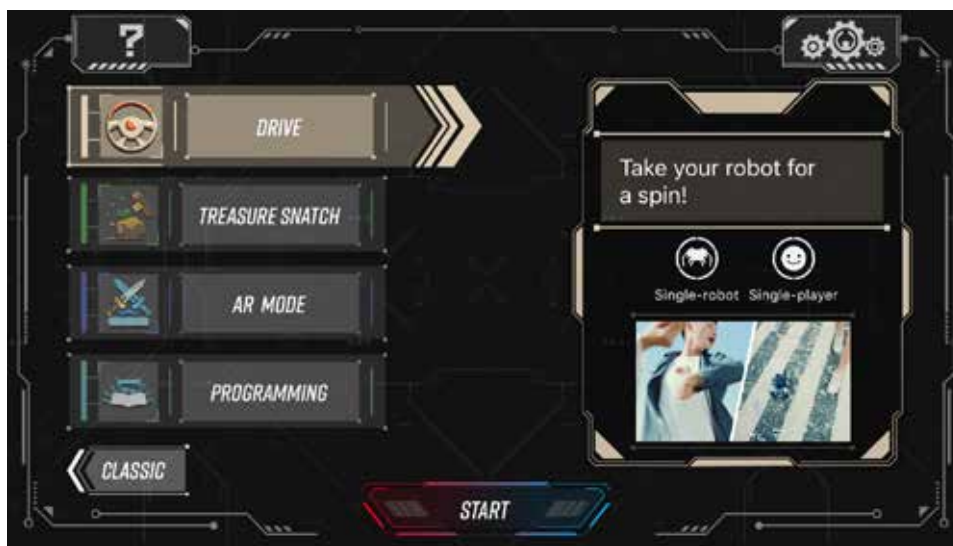 ?
DRIVE
TREASURE SNATCH
AR MODE
PROGRAMMING
CLASSIC
Take your robot for
a spin!
Single-robot Single-player
START